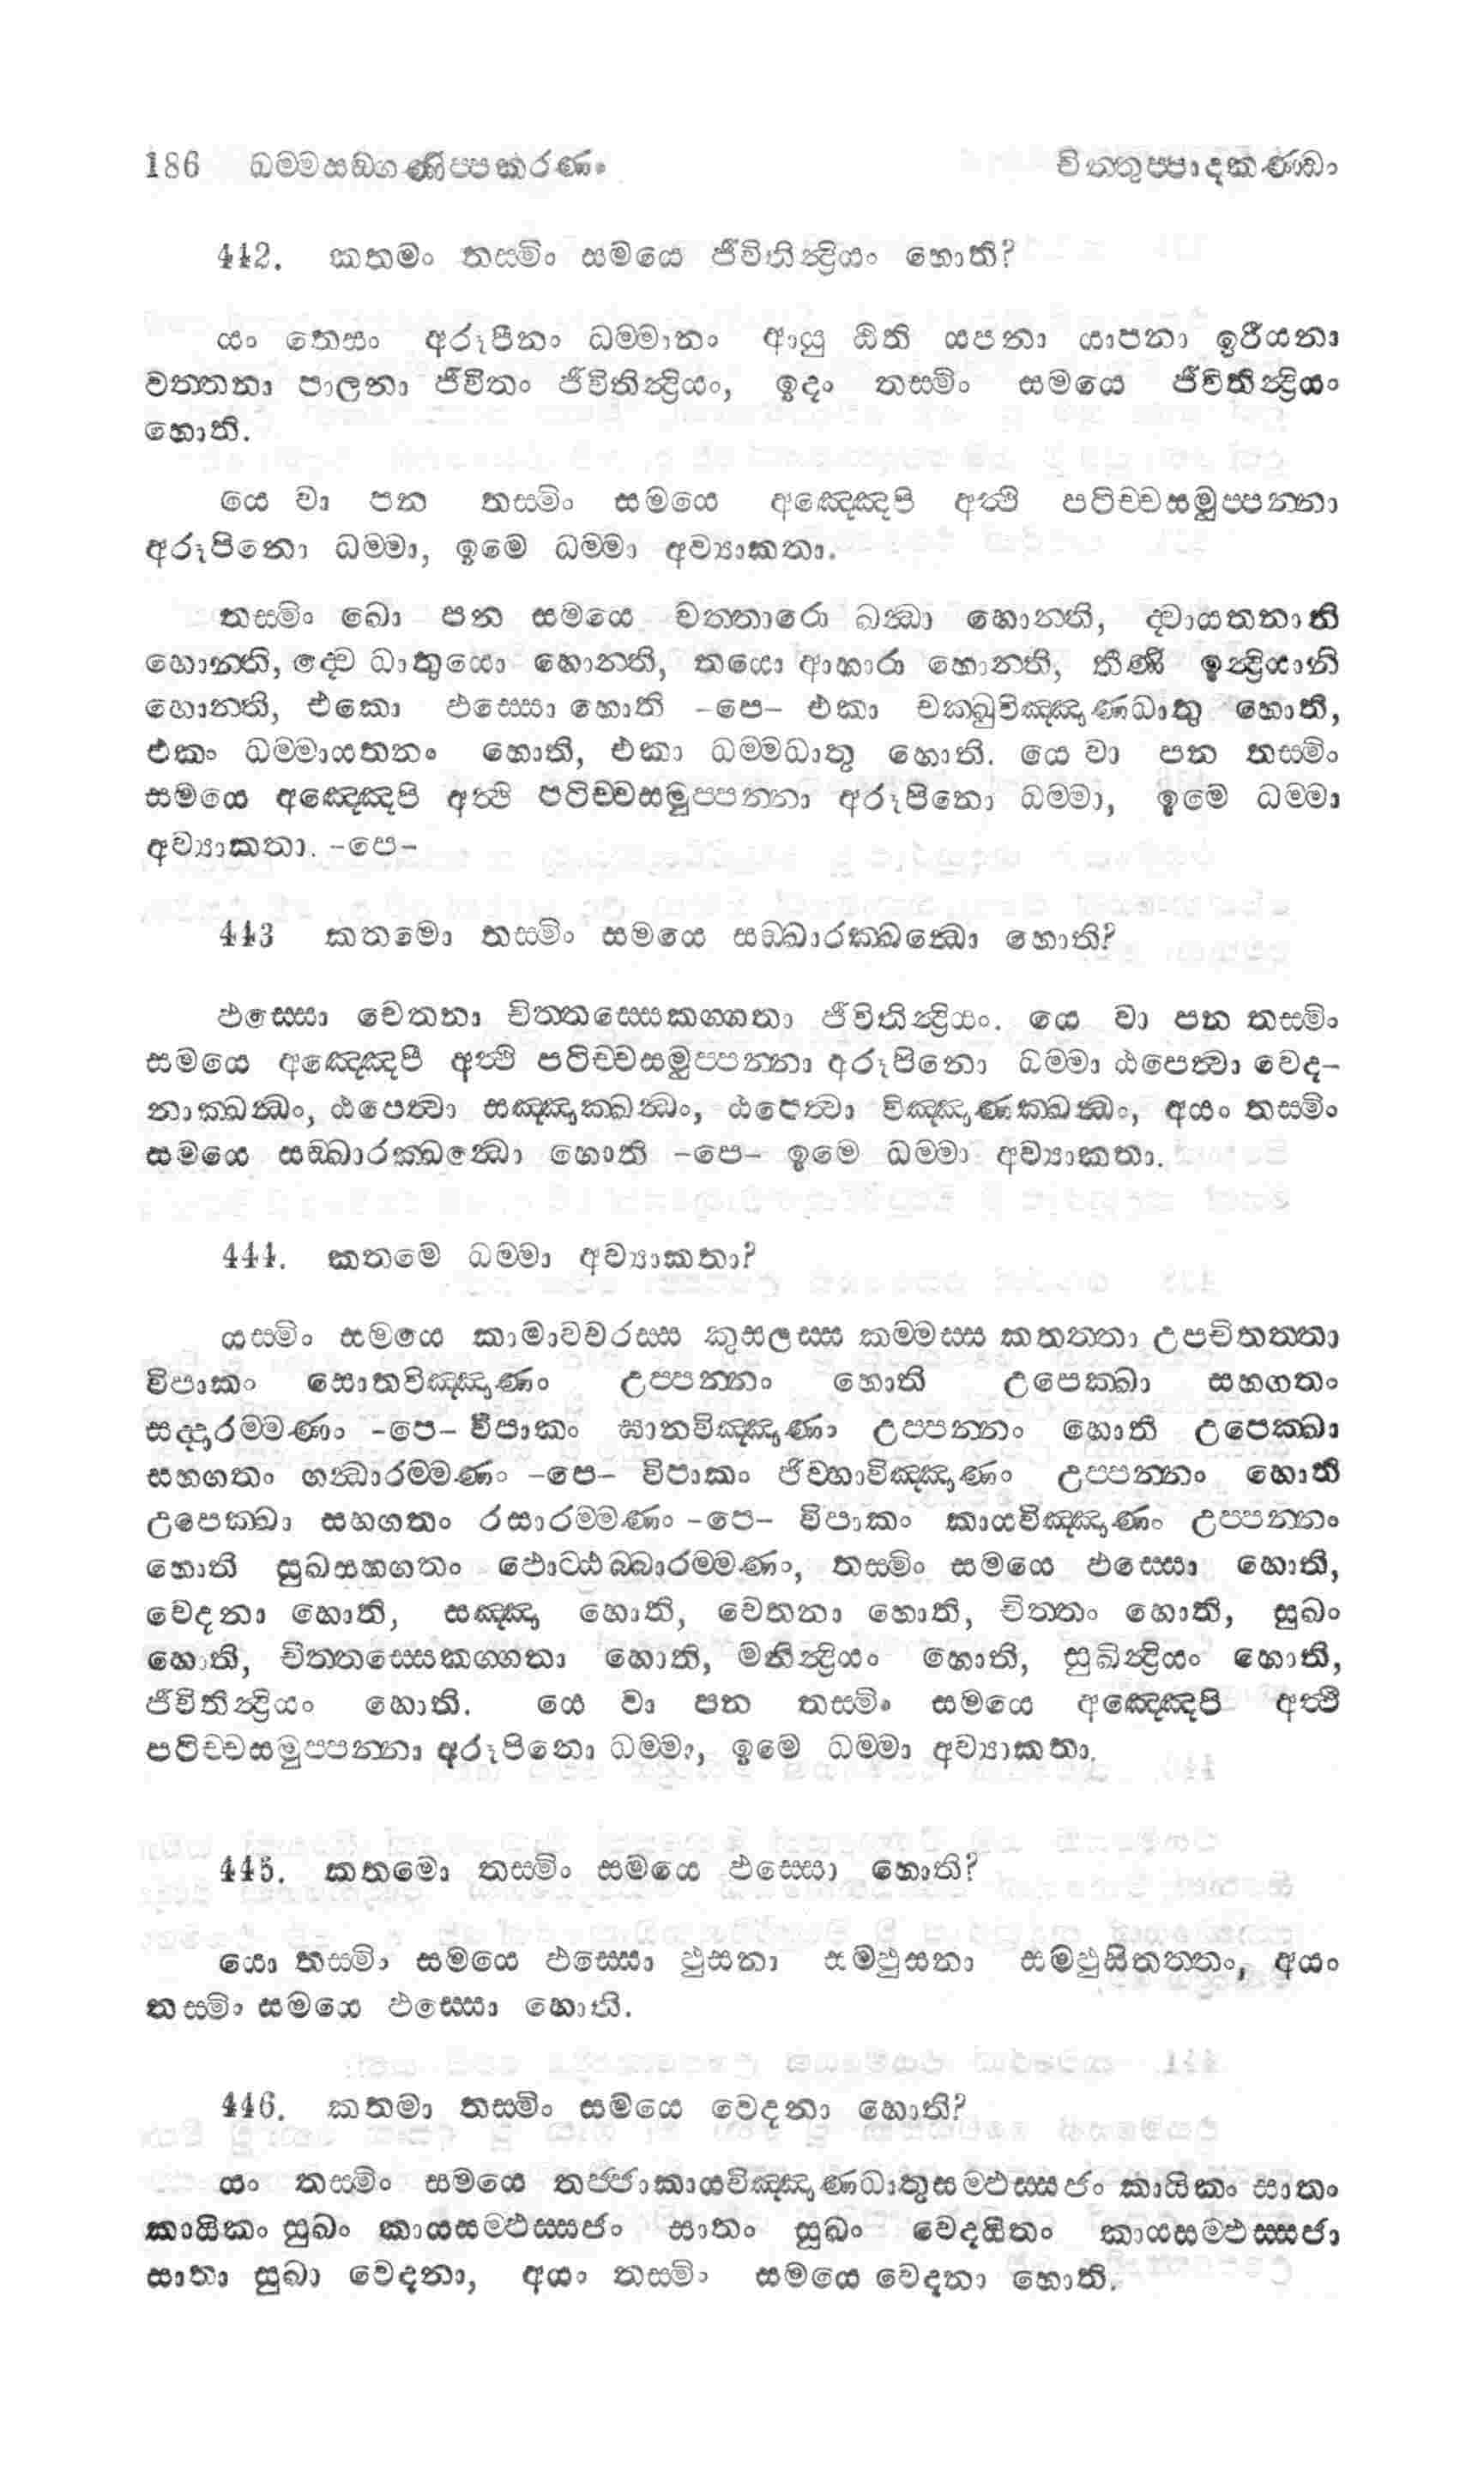 186 ධම්මසඞ්ගණිප්පකරණං චිත්තුප්පාදකණ්ඩං
442. කතමං තස්මිං සමයෙ ජීවිතින්ද්‍රියං හොති?
යං තෙසං අරූපීනං ධම්මානං ආයු ඨිති යපනා යාපනා ඉරීයනා
වත්තනා පාලනා ජීවිතං ජීවිතින්ද්‍රියං, ඉදං තස්මිං සමයෙ ජීවිතින්ද්‍රියං
හොති.
යෙ වා පන තස්මිං සමයෙ අඤ්ඤෙපි අත්ථි පටිච්චසමුප්පන්නා
අරූපිනො ධම්මා, ඉමෙ ධම්මා අව්‍යාකතා.
තස්මිං ඛො පන සමයෙ චත්තාරො ඛන්ධා හොන්ති, ද්වායතනානි
හොන්ති, ද්වෙ ධාතුයො හොන්ති, තයො ආහාරා හොන්ති, තීණි ඉන්ද්‍රියානි
හොන්ති, එකො ඵස්සො හොති -පෙ- එකා චක්ඛුවිඤ්ඤාණධාතු හොති,
එකං ධම්මායතනං හොති, එකා ධම්මධාතු හොති. යෙ වා පන තස්මිං
සමයෙ අඤ්ඤෙපි අත්ථි පටිච්චසමුප්පන්නා අරූපිනො ධම්මා, ඉමෙ ධම්මා
අව්‍යාකතා. -පෙ-
443 කතමො තස්මිං සමයෙ සඞ්ඛාරක්ඛන්ධො හොති?
ඵස්සො චෙතනා චිත්තස්සෙකග්ගතා ජීවිතින්ද්‍රියං. යෙ වා පන තස්මිං
සමයෙ අඤ්ඤෙපි අත්ථි පටිච්චසමුප්පන්නා අරූපිනො ධම්මා ඨපෙත්වා වෙද-
නාක්ඛන්ධං, ඨපෙත්වා සඤ්ඤාක්ඛන්ධං, ඨපෙත්වා විඤ්ඤාණක්ඛන්ධං, අයං තස්මිං
සමයෙ සඞ්ඛාරක්ඛන්ධො හොති -පෙ- ඉමෙ ධම්මා අව්‍යාකතා.
444. කතමෙ ධම්මා අව්‍යාකතා?
යස්මිං සමයෙ කාමාවචරස්ස කුසලස්ස කම්මස්ස කතත්තා උපචිතත්තා
විපාකං සොතවිඤ්ඤාණං උප්පන්නං හොති උපෙක්ඛා සහගතං
සද්දාරම්මණං -පෙ- විපාකං ඝානවිඤ්ඤාණං උප්පන්නං හොති උපෙක්ඛා
සහගතං ගන්ධාරම්මණං -පෙ- විපාකං ජිව්හාවිඤ්ඤාණං උප්පන්නං හොති
උපෙක්ඛා සහගතං රසාරම්මණං -පෙ- විපාකං කායවිඤ්ඤාණං උප්පන්නං
හොති සුඛසහගතං ඵොට්ඨබ්බාරම්මණං, තස්මිං සමයෙ ඵස්සො හොති,
වෙදනා හොති, සඤ්ඤා හොති, චෙතනා හොති, චිත්තං හොති, සුඛං
හොති, චිත්තස්සෙකග්ගතා හොති, මනින්ද්‍රියං හොති, සුඛින්ද්‍රියං හොති,
ජීවිතින්ද්‍රියං හොති. යෙ වා පන තස්මිං සමයෙ අඤ්ඤෙපි අත්ථි
පටිච්චසමුප්පන්නා අරූපිනො ධම්මා, ඉමෙ ධම්මා අව්‍යාකතා.
445. කතමො තස්මිං සමයෙ ඵස්සො හොති?
යො තස්මිං සමයෙ ඵස්සො ඵුසනා සම්ඵුසනා සම්ඵුසිතත්තං, අයං
තස්මිං සමයෙ ඵස්සො හොති.
446. කතමා තස්මිං සමයෙ වෙදනා හොති?
යං තස්මිං සමයෙ තජ්ජාකායවිඤ්ඤාණධාතුසම්ඵස්සජං කායිකං සාතං
කායිකං සුඛං කායසම්ඵස්සජං සාතං සුඛං වෙදයිතං කායසම්ඵස්සජා
සාතා සුඛා වෙදනා, අයං තස්මිං සමයෙ වෙදනා හොති.